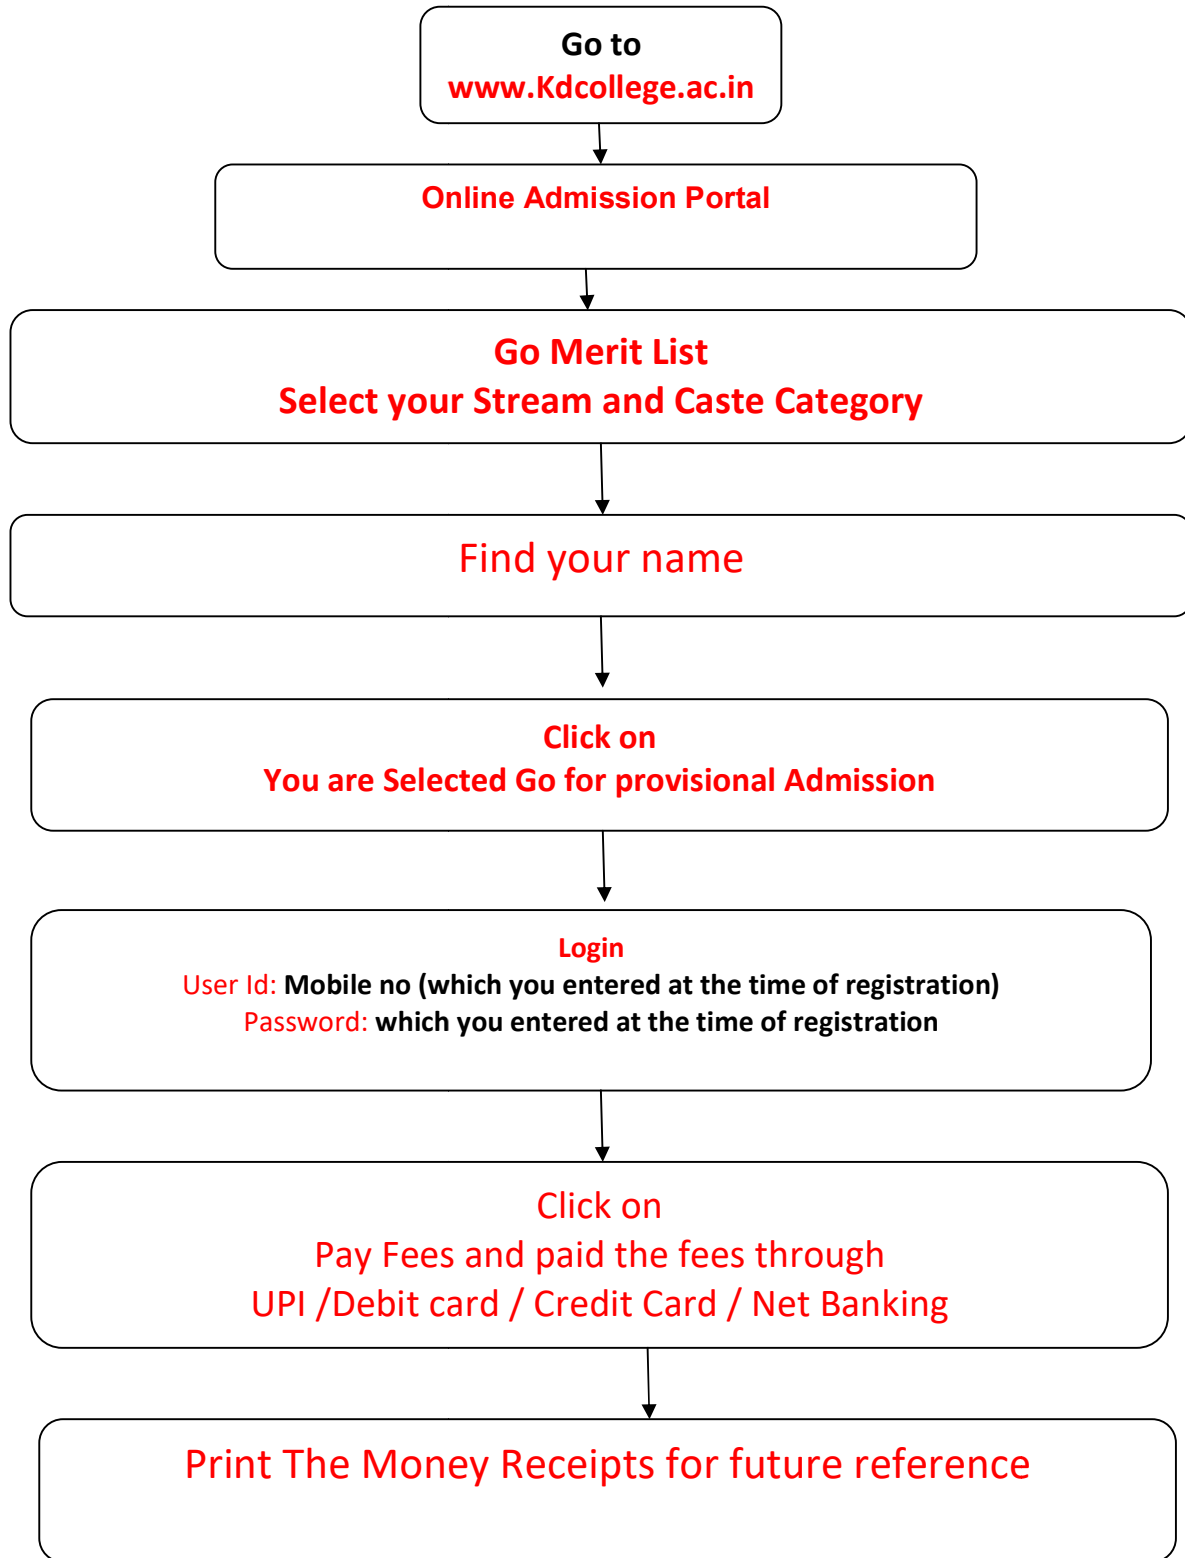 Go to
www.Kdcollege.ac.in
Online Admission Portal
Go Merit List
Select your Stream and Caste Category
Find your name
Click on
You are Selected Go for provisional Admission
Login
User Id: Mobile no (which you entered at the time of registration)
Password: which you entered at the time of registration
Click on
Pay Fees and paid the fees through
UPI /Debit card / Credit Card / Net Banking
Print The Money Receipts for future reference